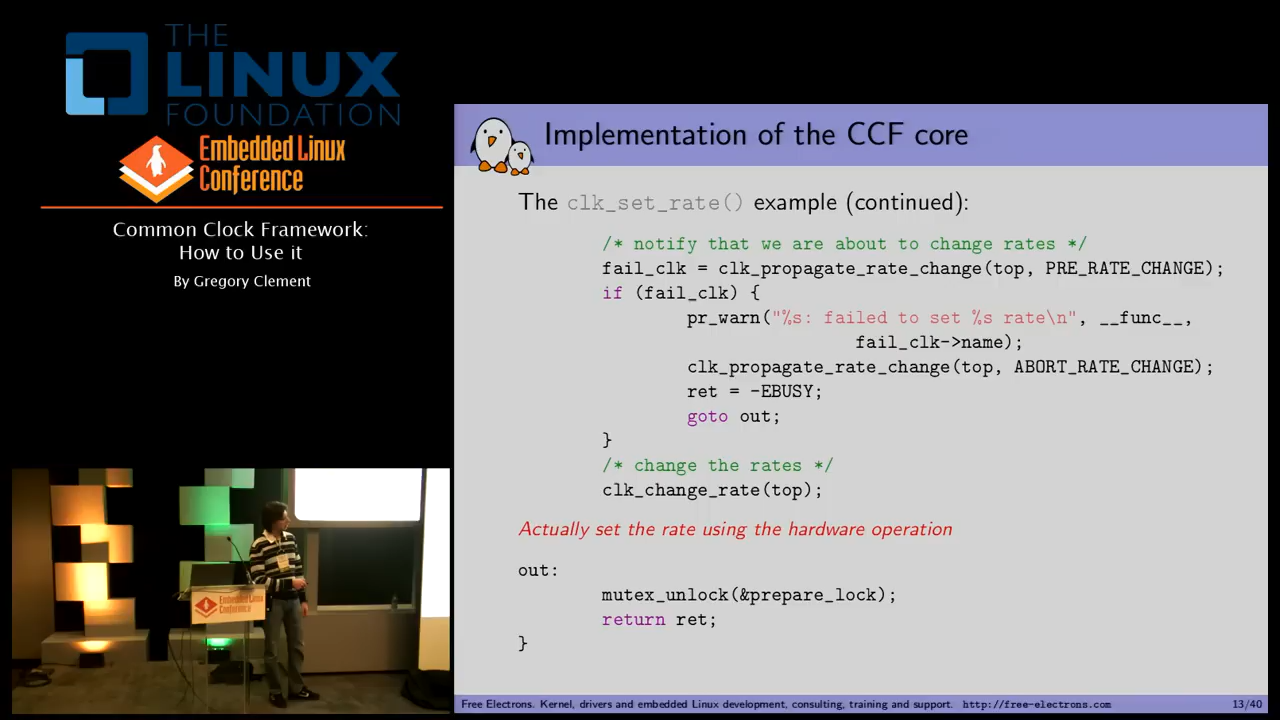 THE
LINUX
FOUNDATION
Embedded Linux
Conference
Common Clock Framework:
How to Use it
By Gregory Clement
Embedded Linux
Conference
Implementation of the CCF core
The clk_set_rate() example (continued):
/* notify that we are about to change rates */
fail_clk = clk_propagate_rate_change(top, PRE_RATE_CHANGE);
if (fail_clk) {
pr_warn("%s: failed to set %s rate\n", __func__,
fail_clk->name);
clk_propagate_rate_change(top, ABORT_RATE_CHANGE);
ret = -EBUSY;
goto out;
}
/* change the rates */
clk_change_rate(top);
Actually set the rate using the hardware operation
out:
mutex_unlock(&prepare_lock);
return ret;
}
Free Electrons. Kernel, drivers and embedded Linux development, consulting, training and support. http://free-electrons.com 13/40